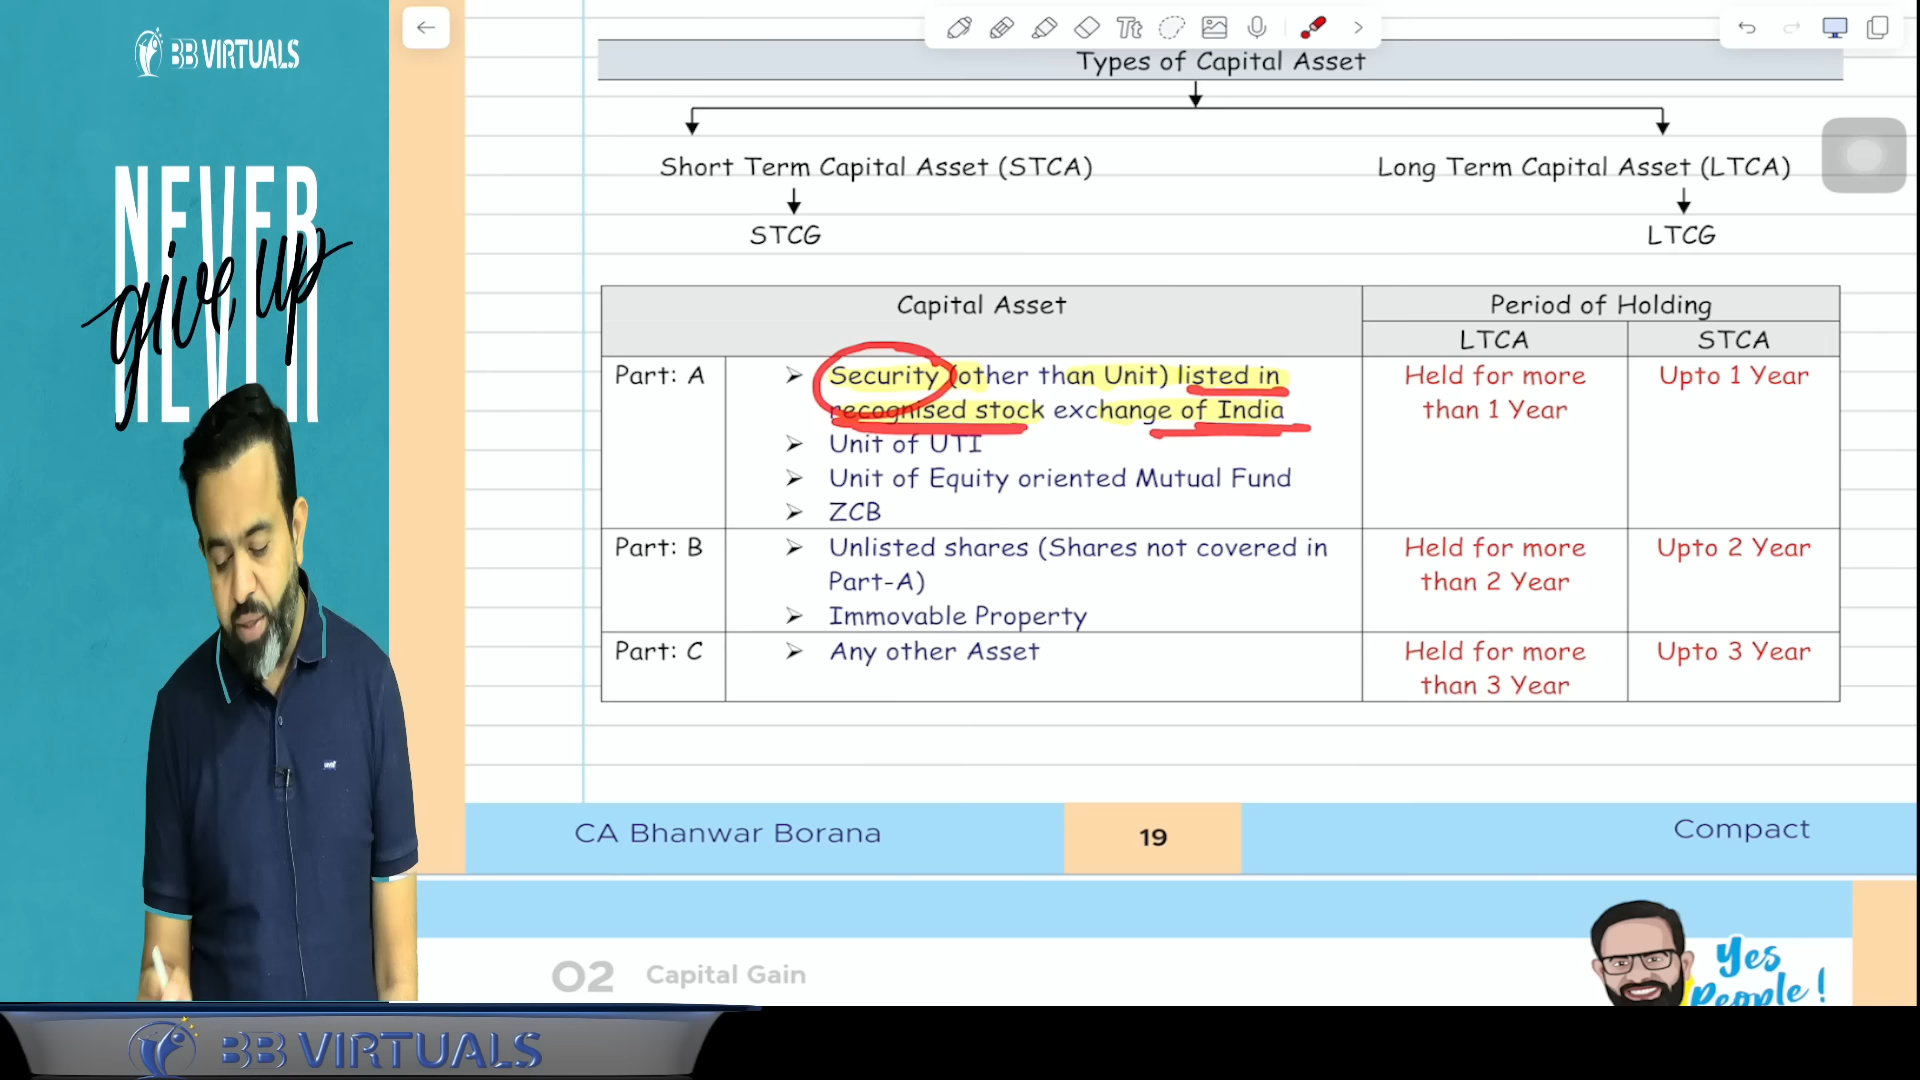 BB VIRTUALS
NEVER
give up
NEVER
Tt
Types of Capital Asset
Short Term Capital Asset (STCA)
Long Term Capital Asset (LTCA)
STCG
LTCG
Capital Asset
Period of Holding
LTCA
STCA
Part: A
➢ Security (other than Unit) listed in
recognised stock exchange of India
➢ Unit of UTI
➢ Unit of Equity oriented Mutual Fund
➢ ZCB
Held for more
than 1 Year
Upto 1 Year
Part: B
➢ Unlisted shares (Shares not covered in
Part-A)
➢ Immovable Property
Held for more
than 2 Year
Upto 2 Year
Part: C
➢ Any other Asset
Held for more
than 3 Year
Upto 3 Year
CA Bhanwar Borana
19
Compact
02 Capital Gain
Yes
People !
BB VIRTUALS